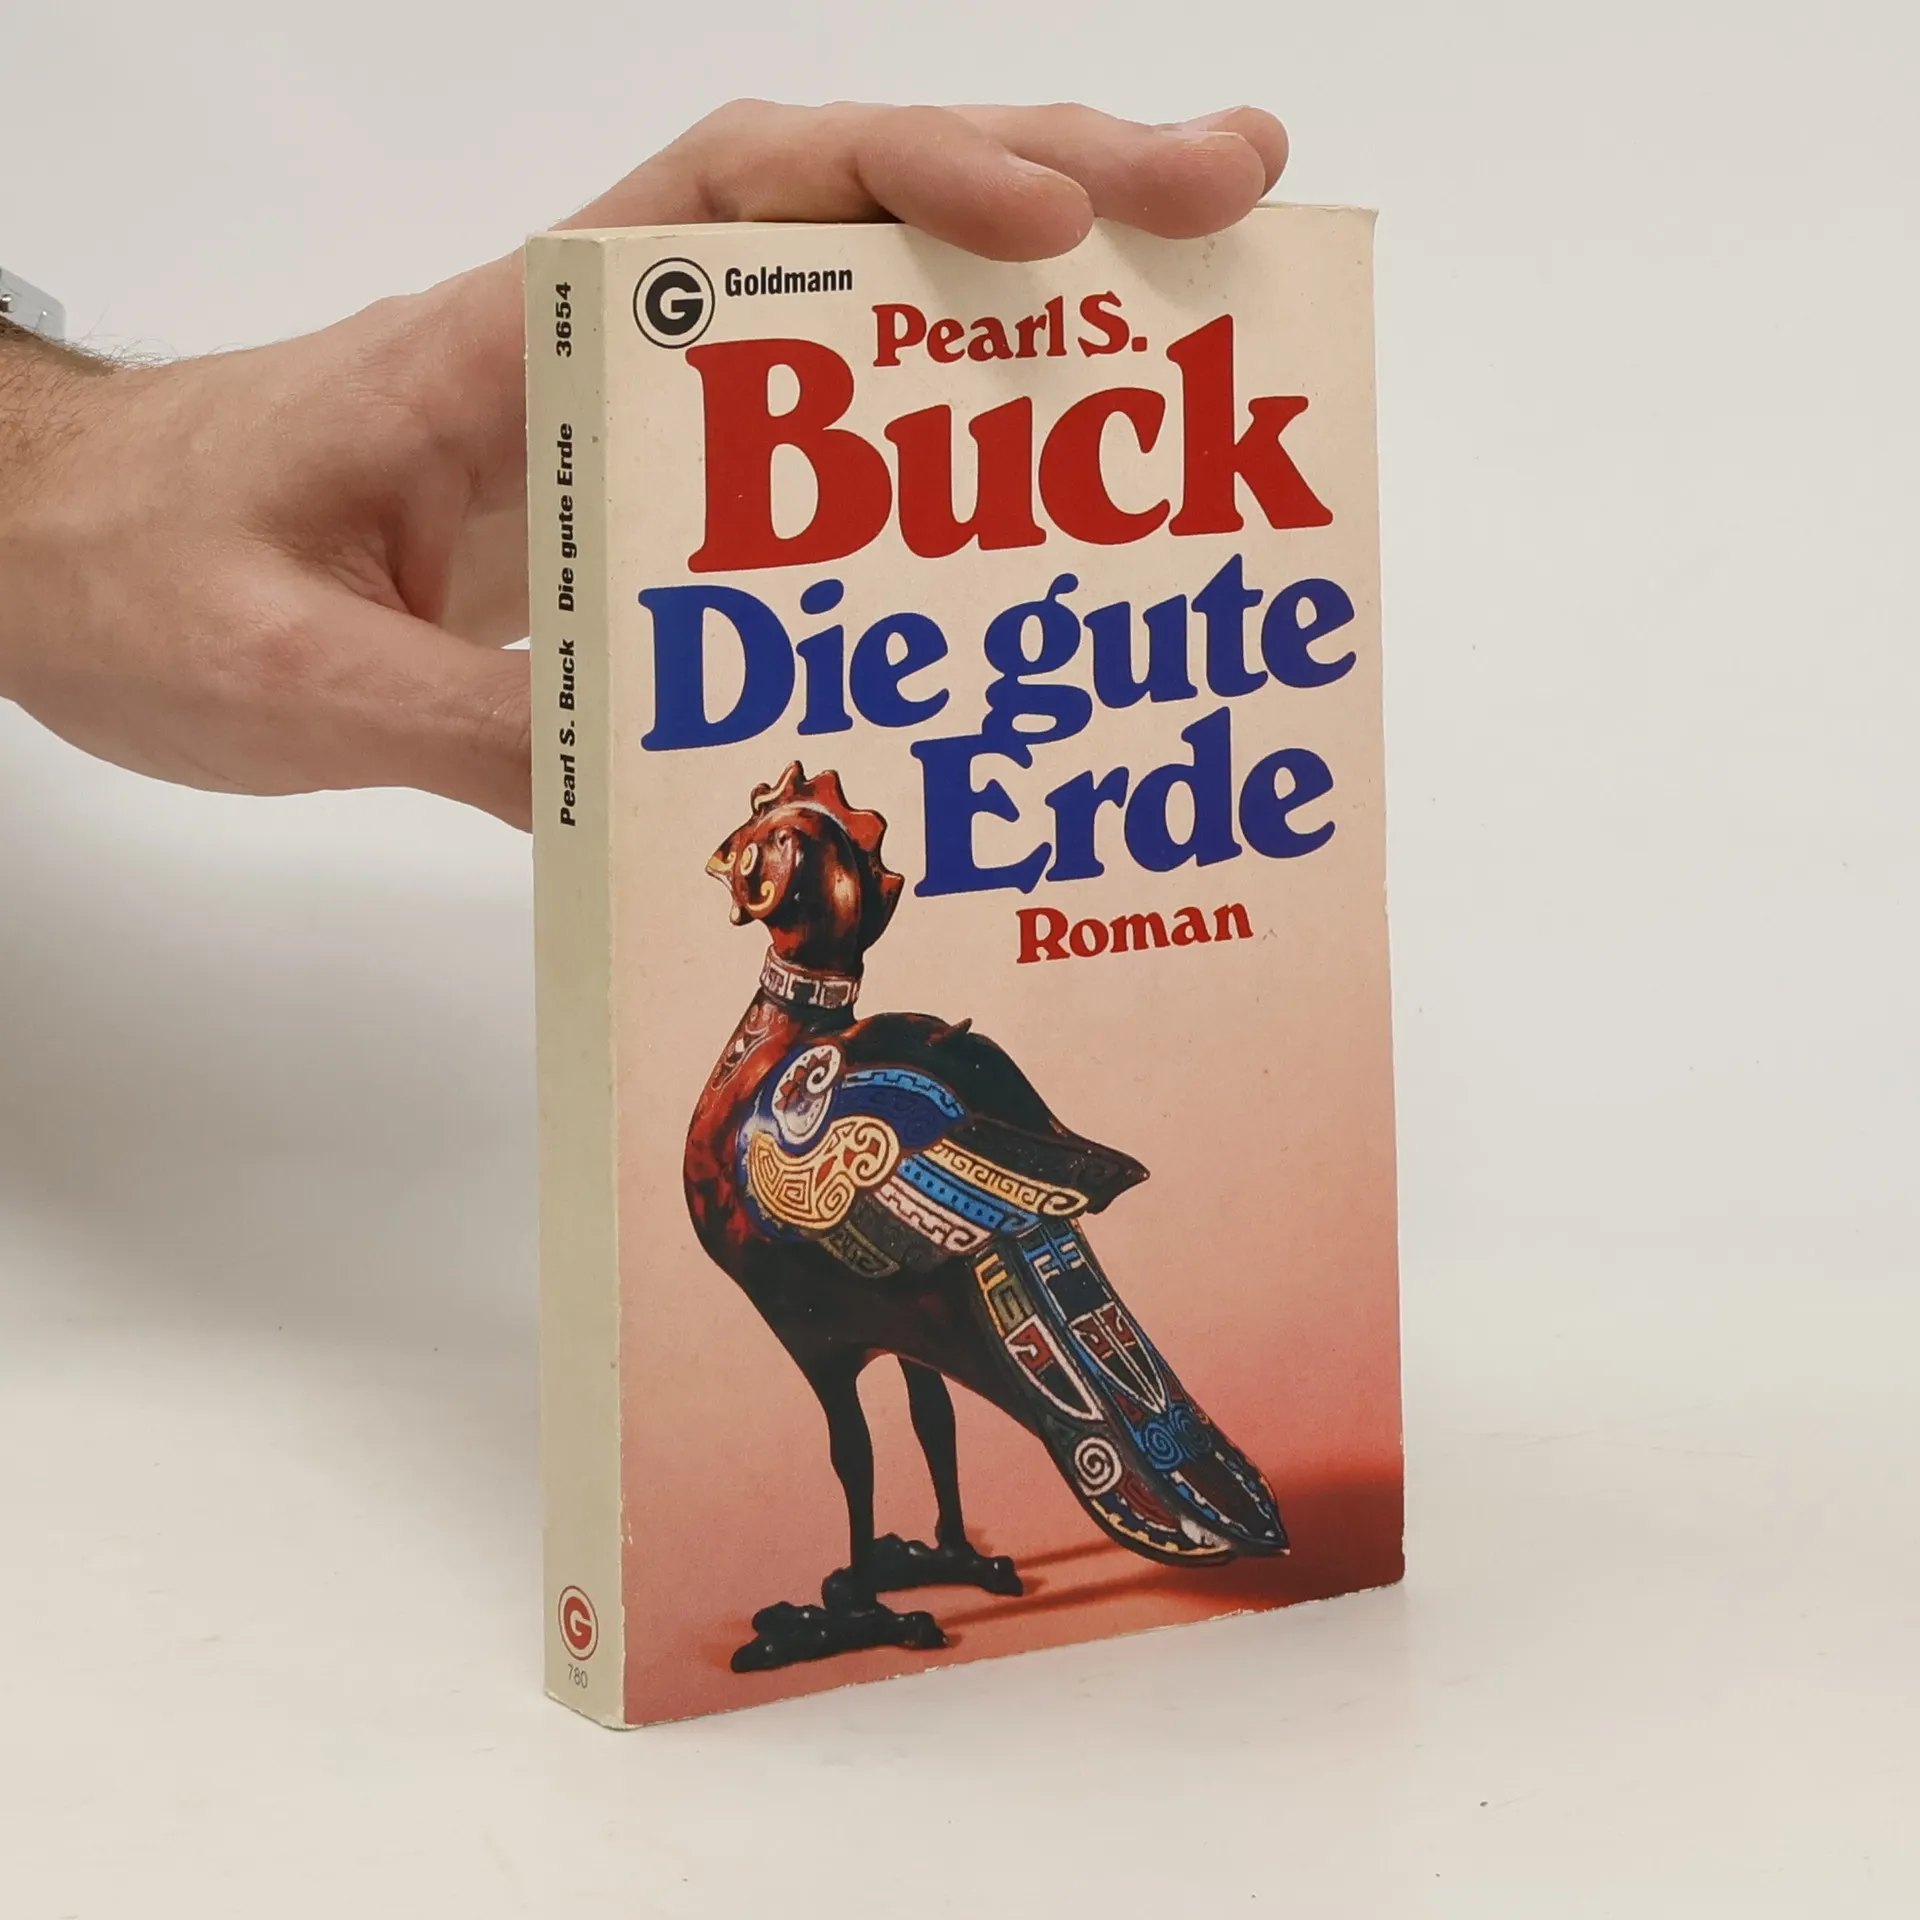 G Goldmann
Pearl S.
Buck
Die gute
Erde
Roman
Pearl S. Buck Die gute Erde 3654
G
780